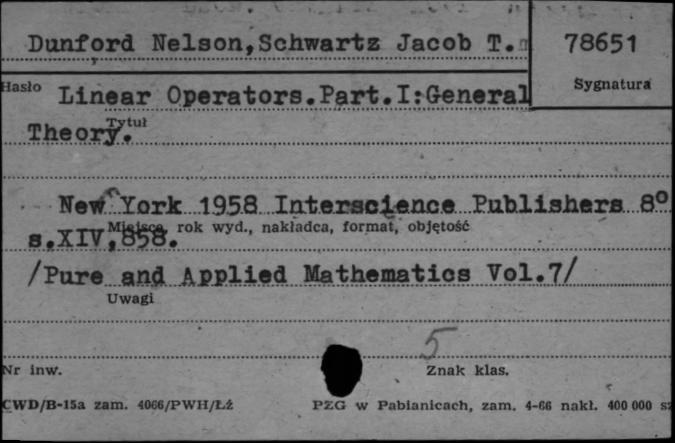 Dunford Nelson,Schwartz Jacob T.
78651
Sygnatura
Hasło
Linear Operators.Part.I:General
Tytuł
Theory.
New York 1958 Interscience Publishers 8°
Miejsce, rok wyd., nakładca, format, objętość
s.XIV,858.
/Pure and Applied Mathematics Vol.7/
Uwagi
5
Nr inw.
Znak klas.
CWD/B-15a zam. 4066/PWH/Łź
PZG w Pabianicach, zam. 4-66 nakł. 400 000 sz